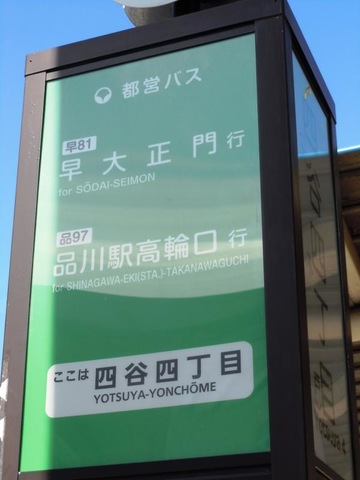 都営バス
早81
早大正門行
for SŌDAI-SEIMON
品97
品川駅高輪口行
for SHINAGAWA-EKI(STA.)-TAKANAWAGUCHI
ここは 四谷四丁目
YOTSUYA-YONCHŌME